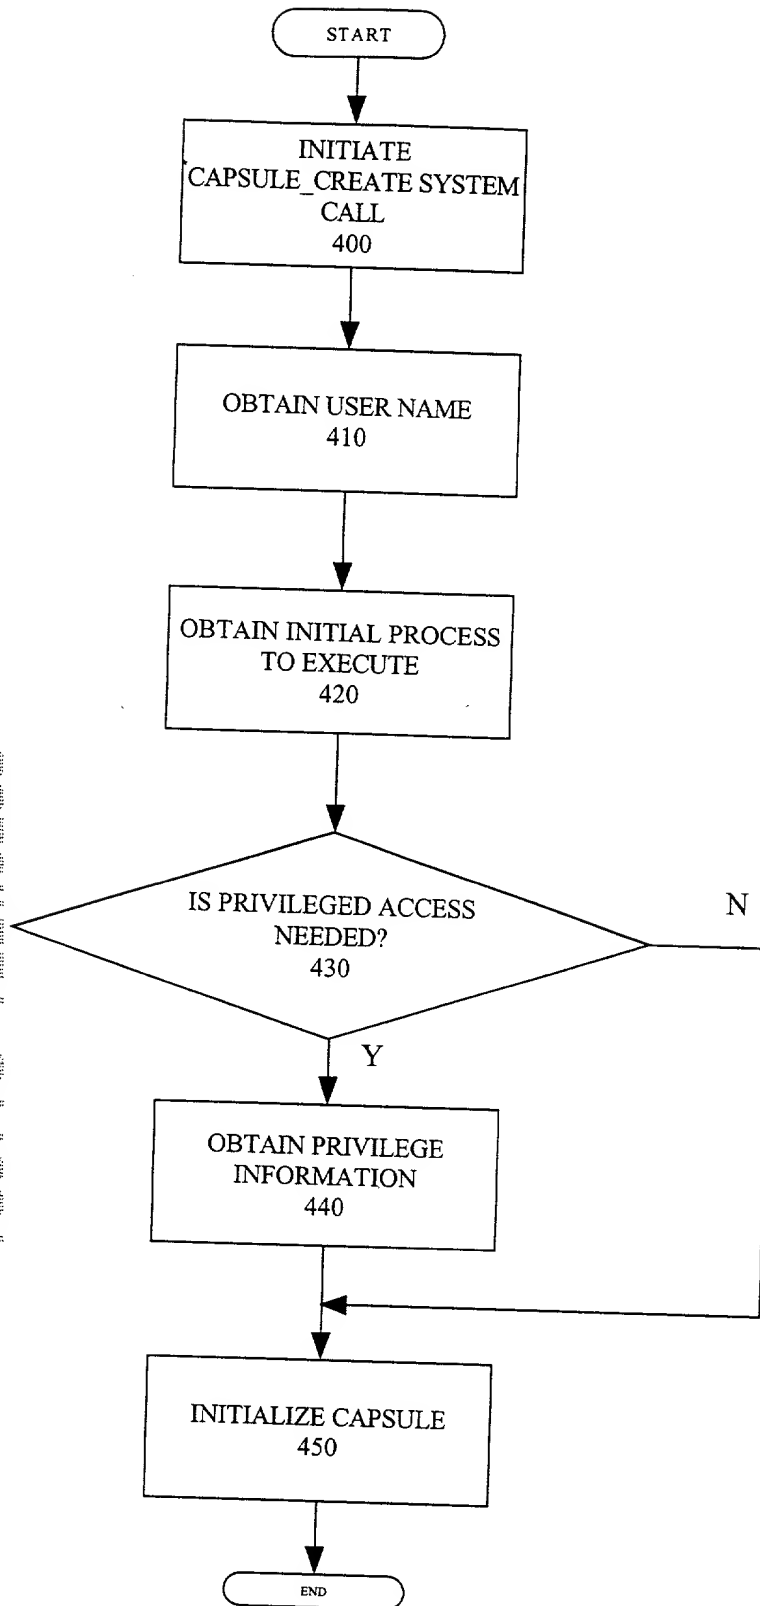 START
INITIATE
CAPSULE_CREATE SYSTEM
CALL
400
OBTAIN USER NAME
410
OBTAIN INITIAL PROCESS
TO EXECUTE
420
IS PRIVILEGED ACCESS
NEEDED?
430
N
Y
OBTAIN PRIVILEGE
INFORMATION
440
INITIALIZE CAPSULE
450
END